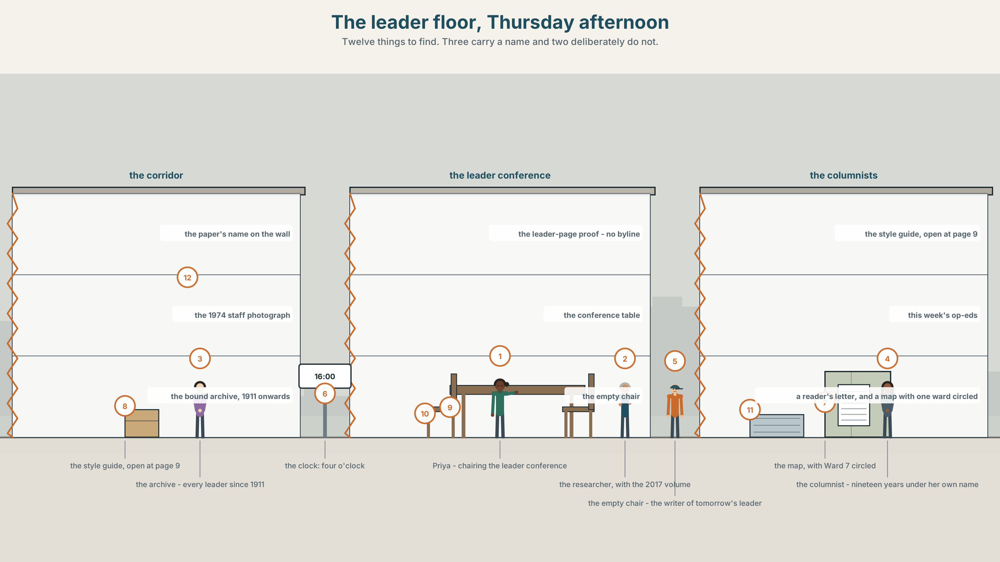 The leader floor, Thursday afternoon
Twelve things to find. Three carry a name and two deliberately do not.
the corridor
the leader conference
the columnists
the paper's name on the wall
the leader-page proof - no byline
the style guide, open at page 9
12
the 1974 staff photograph
the conference table
this week's op-eds
3
1
2
5
4
16:00
6
the bound archive, 1911 onwards
the empty chair
a reader's letter, and a map with one ward circled
8
10
9
11
7
the style guide, open at page 9
the clock: four o'clock
Priya - chairing the leader conference
the map, with Ward 7 circled
the archive - every leader since 1911
the researcher, with the 2017 volume
the columnist - nineteen years under her own name
the empty chair - the writer of tomorrow's leader